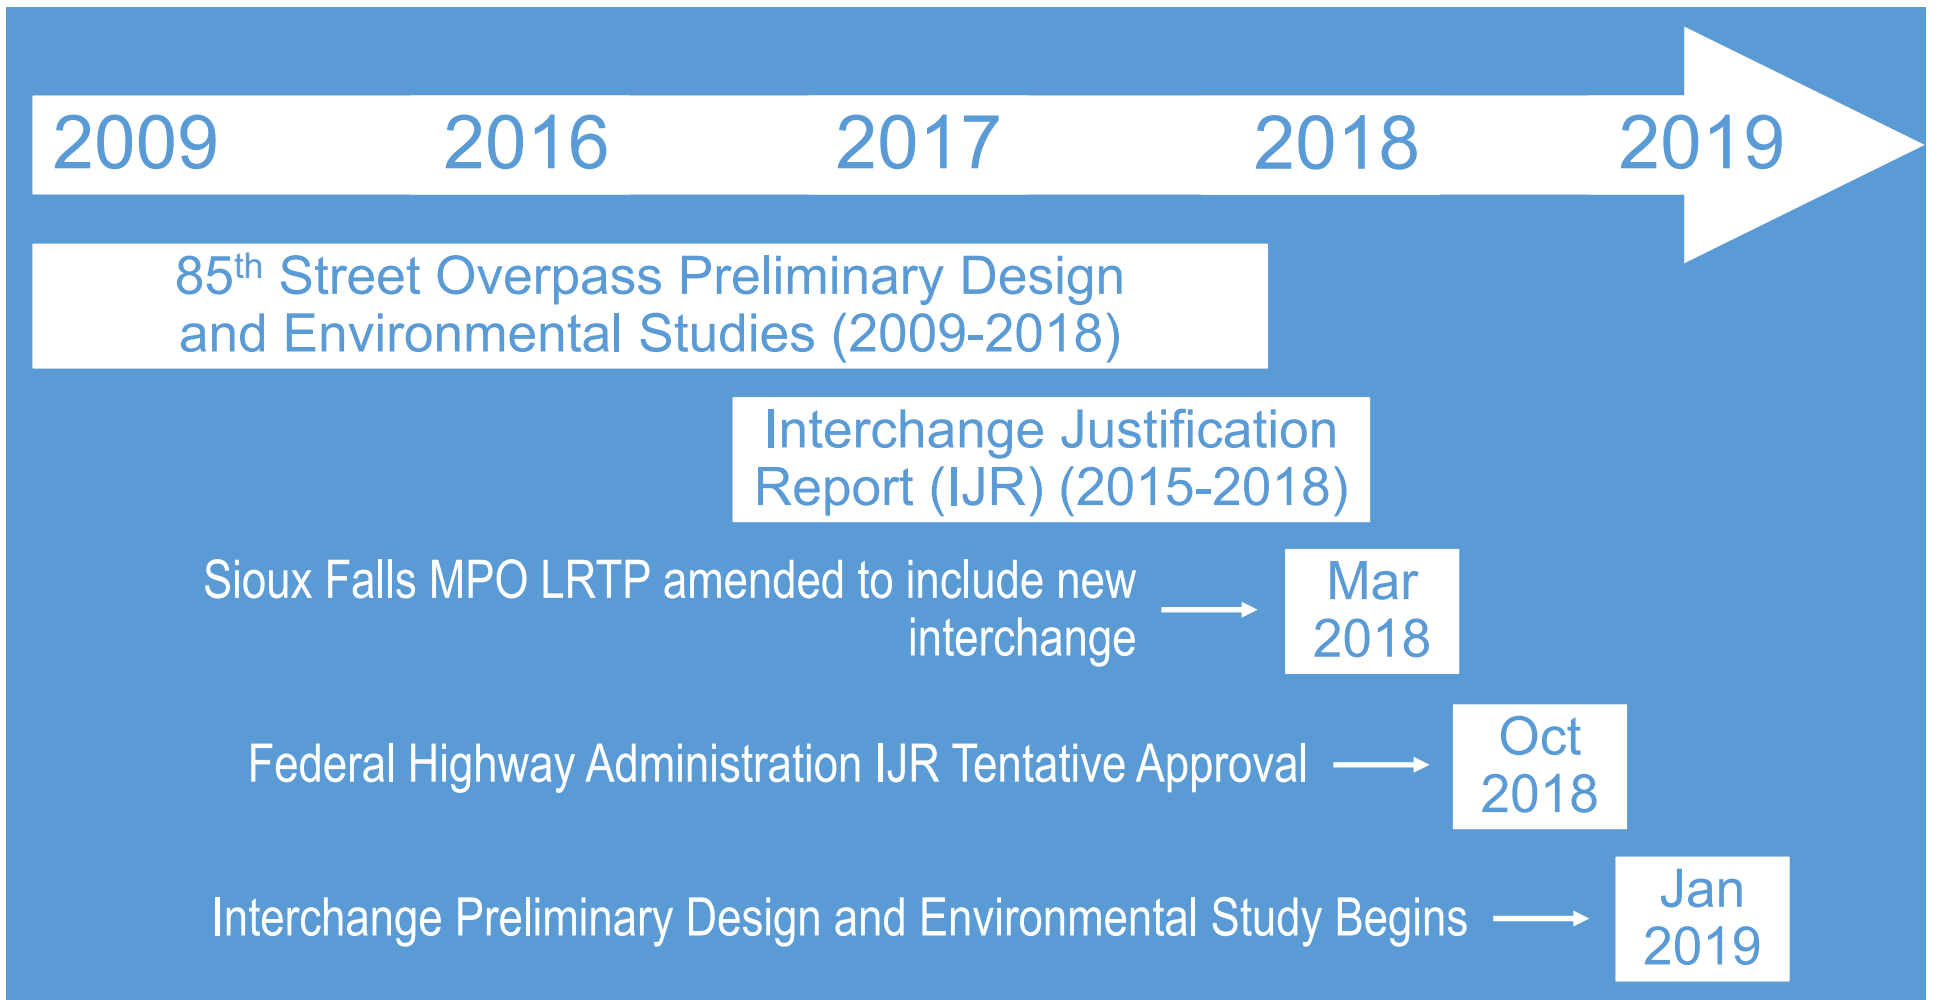 2009 2016 2017 2018 2019
85th Street Overpass Preliminary Design
and Environmental Studies (2009-2018)
Interchange Justification
Report (IJR) (2015-2018)
Sioux Falls MPO LRTP amended to include new
interchange
Mar
2018
Federal Highway Administration IJR Tentative Approval
Oct
2018
Interchange Preliminary Design and Environmental Study Begins
Jan
2019